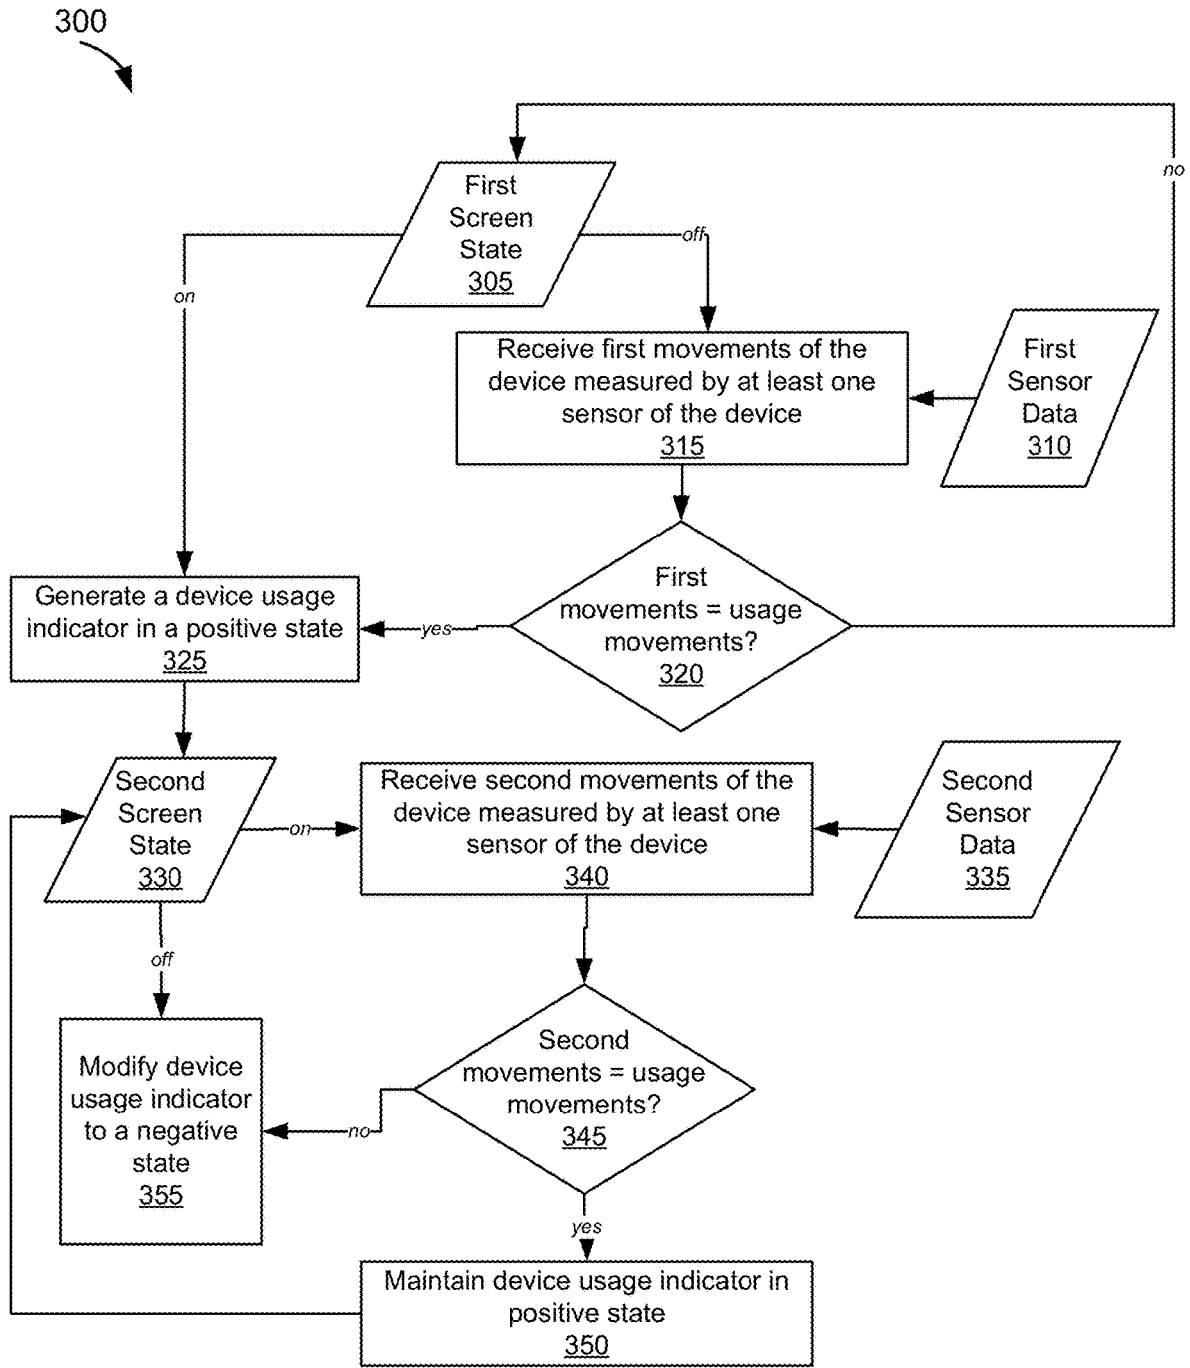 300
First
Screen
State
305
off
on
no
Receive first movements of the
device measured by at least one
sensor of the device
315
First
Sensor
Data
310
First
movements = usage
movements?
320
yes
Generate a device usage
indicator in a positive state
325
Second
Screen
State
330
on
off
Receive second movements of the
device measured by at least one
sensor of the device
340
Second
Sensor
Data
335
Second
movements = usage
movements?
345
no
yes
Modify device
usage indicator
to a negative
state
355
Maintain device usage indicator in
positive state
350